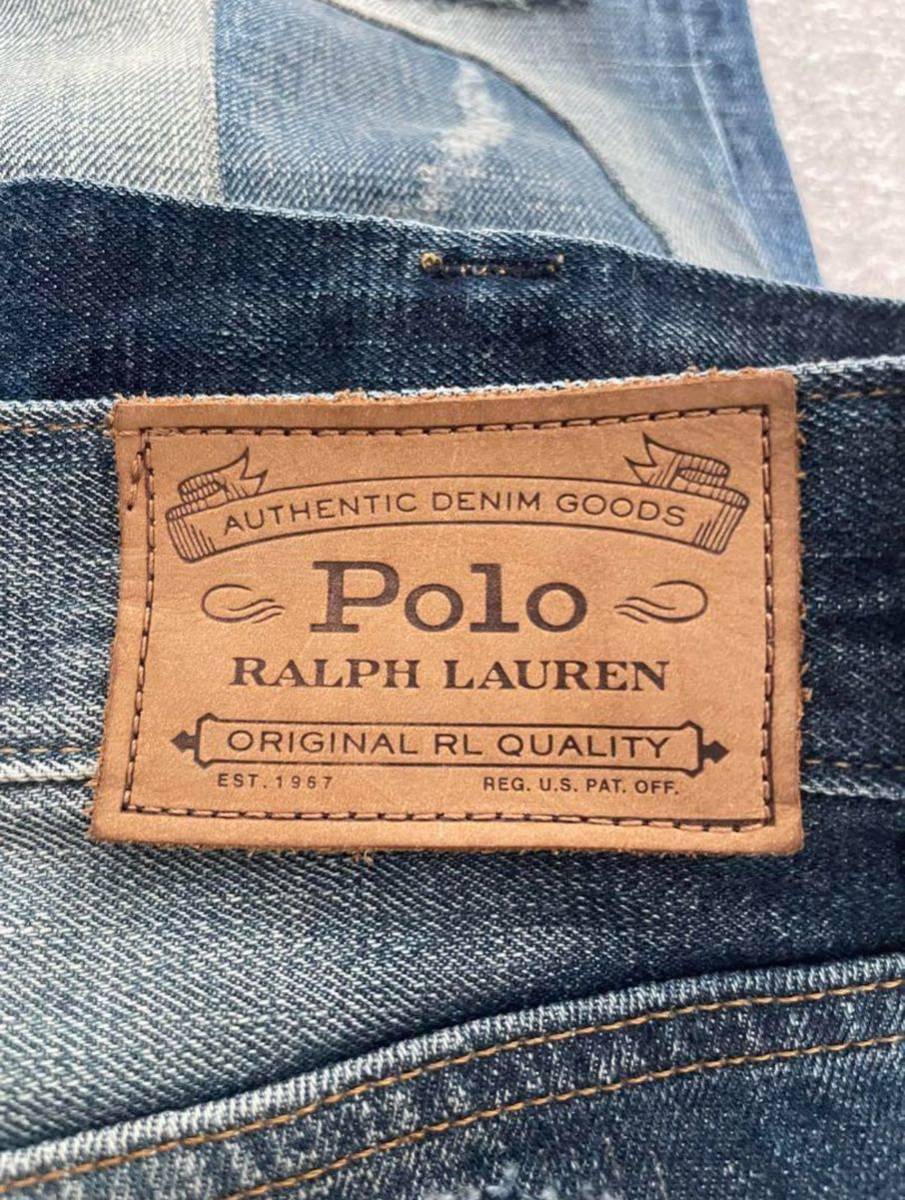 AUTHENTIC DENIM GOODS
Polo
RALPH LAUREN
ORIGINAL RL QUALITY
EST. 1967 REG. U.S. PAT. OFF.